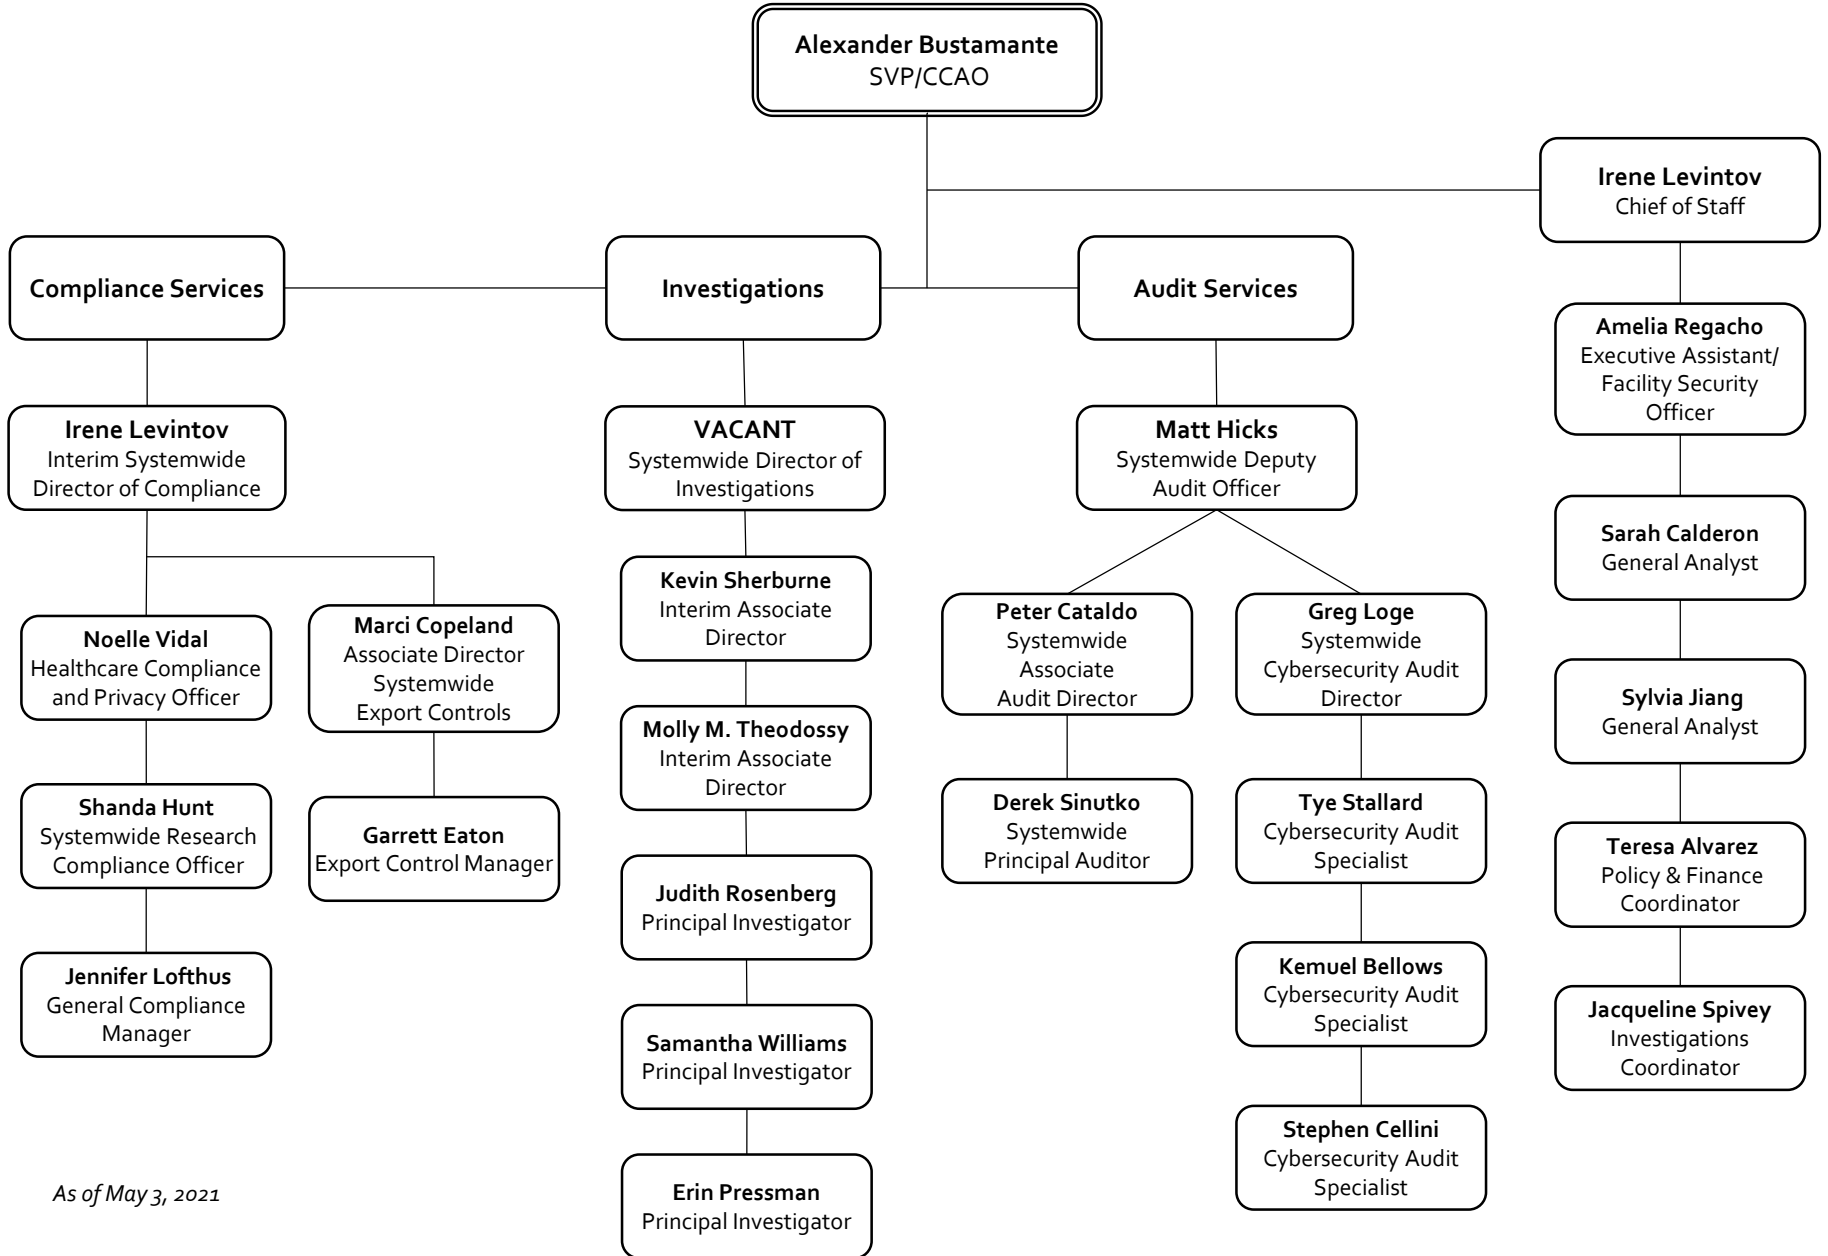 Alexander Bustamante
SVP/CCAO
Irene Levintov
Chief of Staff
Compliance Services
Investigations
Audit Services
Irene Levintov
Interim Systemwide
Director of Compliance
Noelle Vidal
Healthcare Compliance
and Privacy Officer
Shanda Hunt
Systemwide Research
Compliance Officer
Jennifer Lofthus
General Compliance
Manager
Marci Copeland
Associate Director
Systemwide
Export Controls
Garrett Eaton
Export Control Manager
VACANT
Systemwide Director of
Investigations
Kevin Sherburne
Interim Associate
Director
Molly M. Theodossy
Interim Associate
Director
Judith Rosenberg
Principal Investigator
Samantha Williams
Principal Investigator
Erin Pressman
Principal Investigator
Matt Hicks
Systemwide Deputy
Audit Officer
Peter Cataldo
Systemwide
Associate
Audit Director
Derek Sinutko
Systemwide
Principal Auditor
Greg Loge
Systemwide
Cybersecurity Audit
Director
Tye Stallard
Cybersecurity Audit
Specialist
Kemuel Bellows
Cybersecurity Audit
Specialist
Stephen Cellini
Cybersecurity Audit
Specialist
Amelia Regacho
Executive Assistant/
Facility Security
Officer
Sarah Calderon
General Analyst
Sylvia Jiang
General Analyst
Teresa Alvarez
Policy & Finance
Coordinator
Jacqueline Spivey
Investigations
Coordinator
As of May 3, 2021